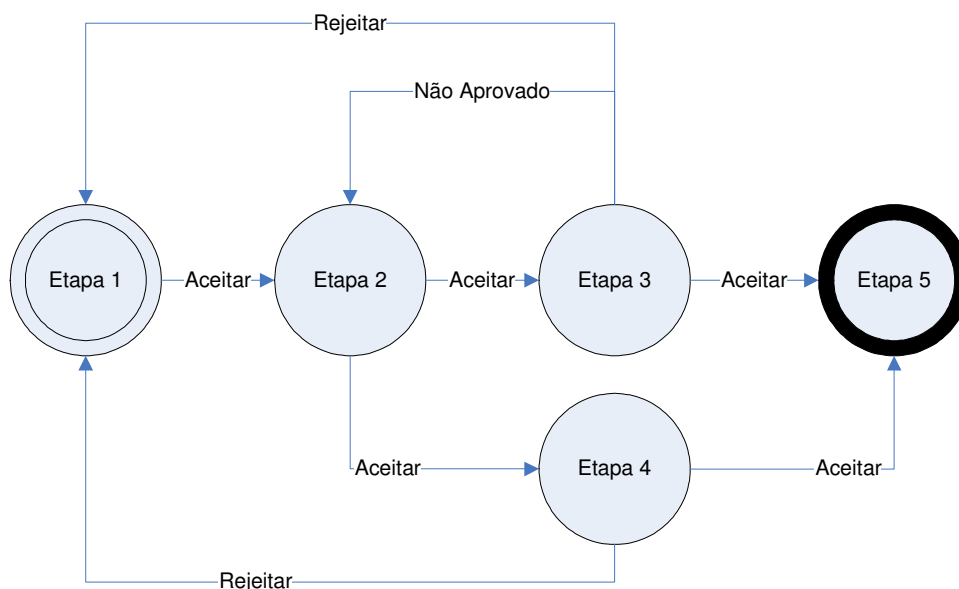 Rejeitar
Não Aprovado
Etapa 1
Aceitar
Etapa 2
Aceitar
Etapa 3
Aceitar
Etapa 5
Aceitar
Etapa 4
Aceitar
Rejeitar